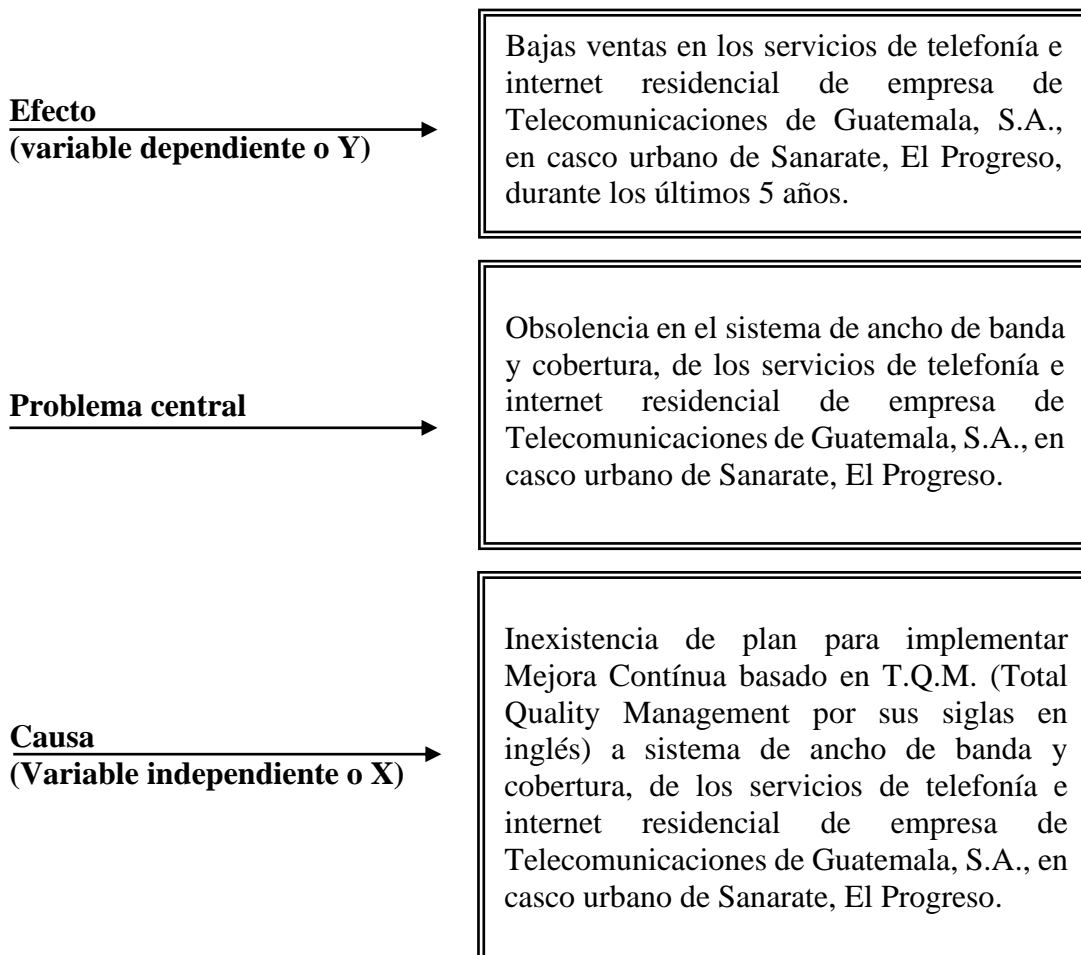 Efecto
(variable dependiente o Y)
Bajas ventas en los servicios de telefonía e
internet residencial de empresa de
Telecomunicaciones de Guatemala, S.A.,
en casco urbano de Sanarate, El Progreso,
durante los últimos 5 años.
Problema central
Obsolencia en el sistema de ancho de banda
y cobertura, de los servicios de telefonía e
internet residencial de empresa de
Telecomunicaciones de Guatemala, S.A., en
casco urbano de Sanarate, El Progreso.
Causa
(Variable independiente o X)
Inexistencia de plan para implementar
Mejora Contínua basado en T.Q.M. (Total
Quality Management por sus siglas en
inglés) a sistema de ancho de banda y
cobertura, de los servicios de telefonía e
internet residencial de empresa de
Telecomunicaciones de Guatemala, S.A., en
casco urbano de Sanarate, El Progreso.